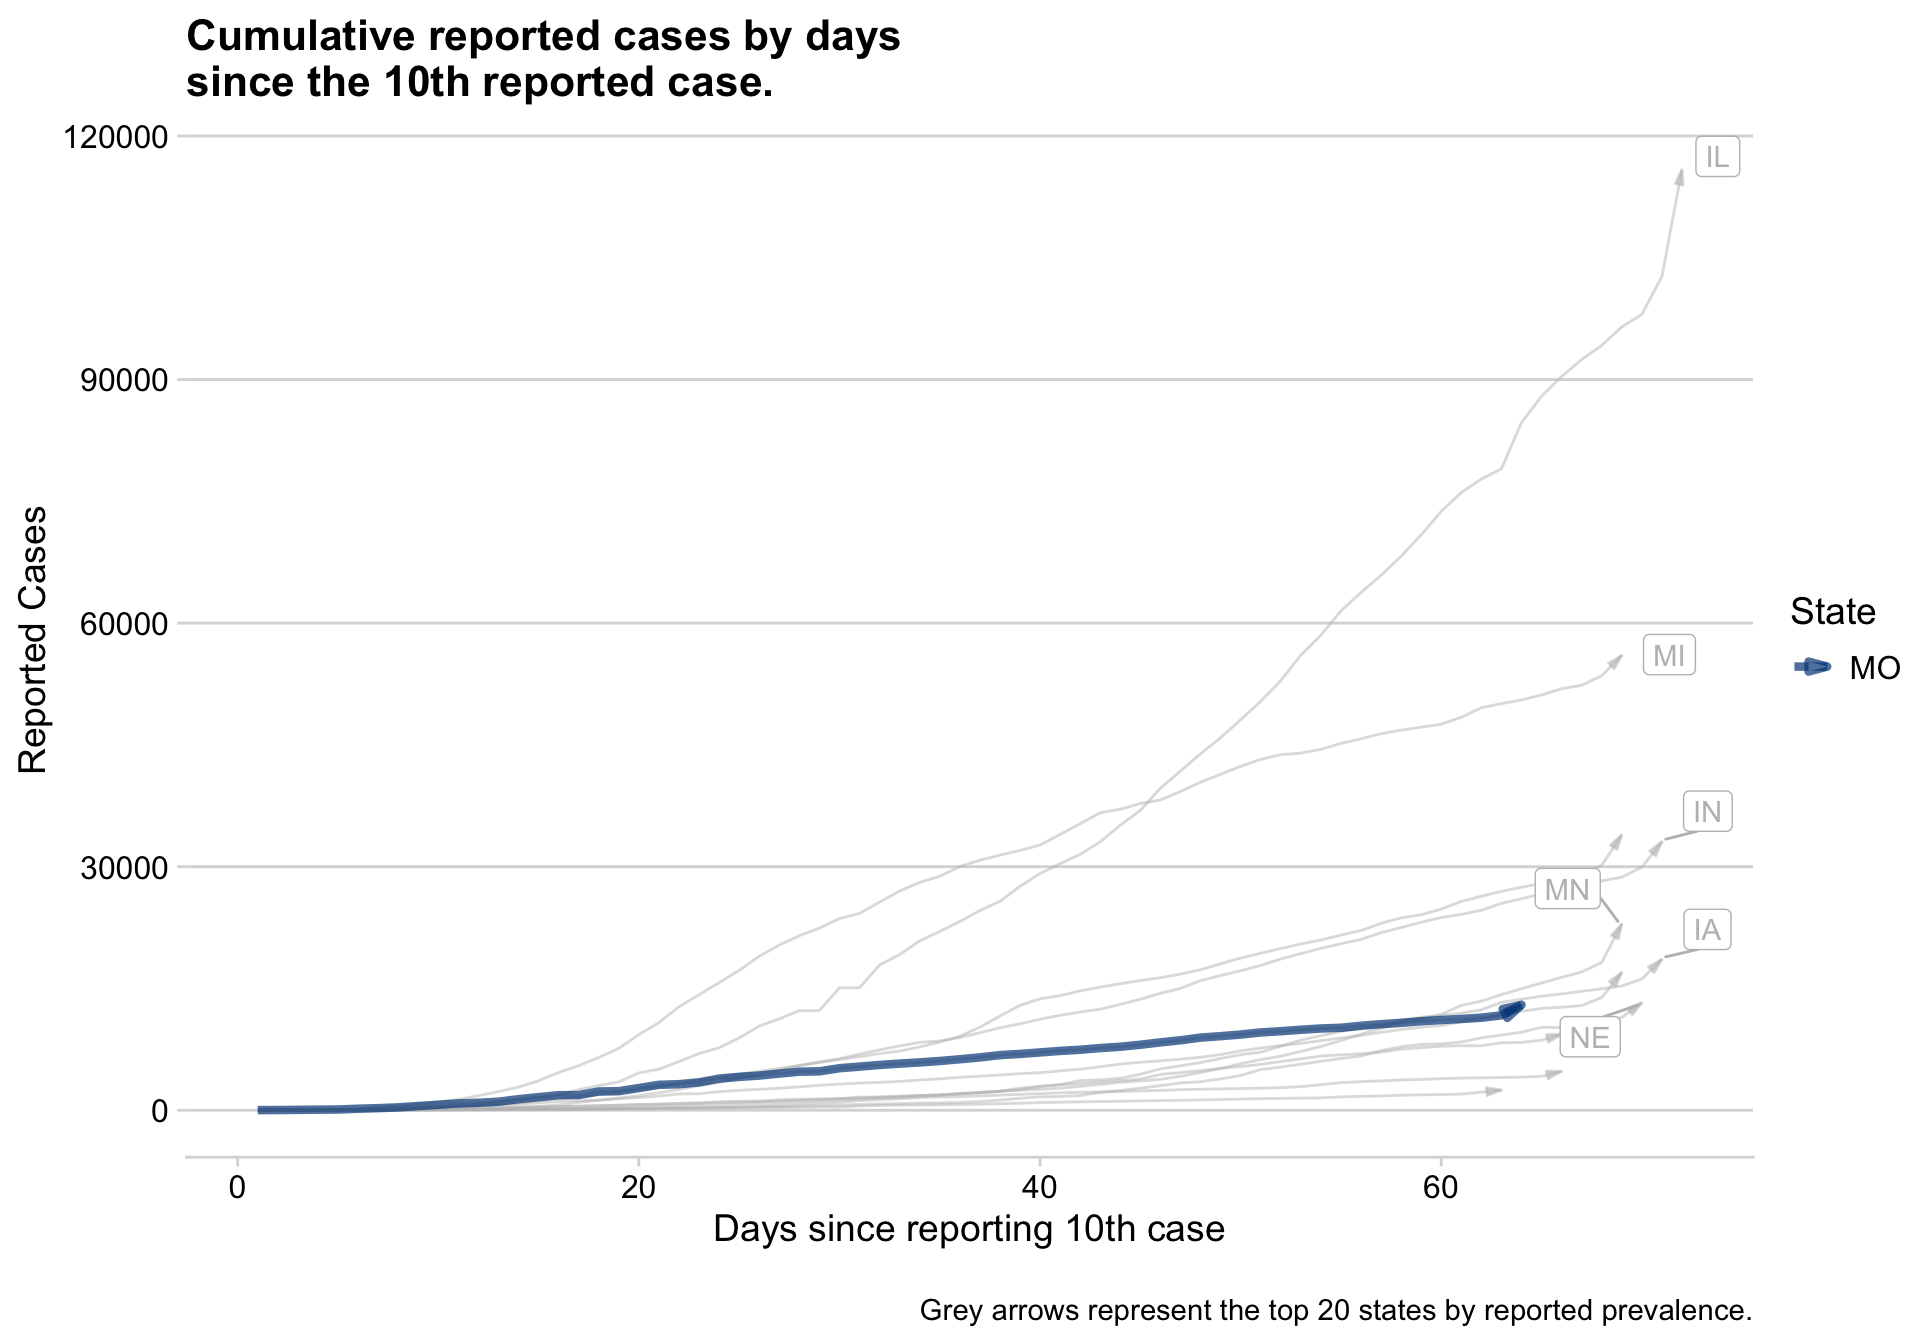 Cumulative reported cases by days
since the 10th reported case.
120000
90000
60000
30000
0
Reported Cases
IL
MI
IN
MN
IA
NE
State
MO
0 20 40 60
Days since reporting 10th case
Grey arrows represent the top 20 states by reported prevalence.